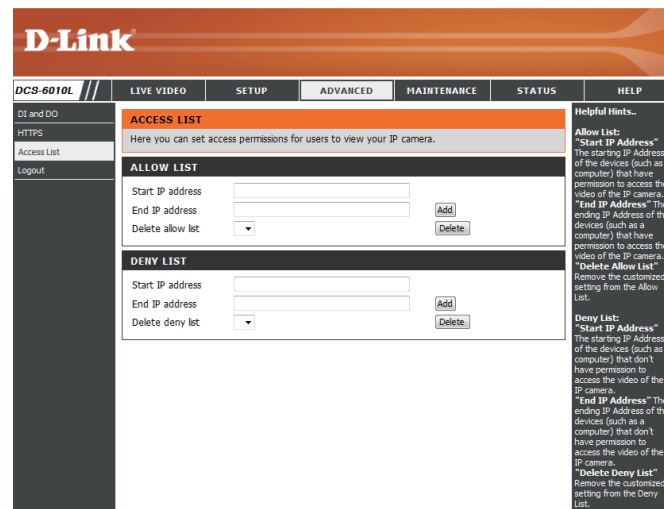 D-Link
DCS-6010L
LIVE VIDEO SETUP ADVANCED MAINTENANCE STATUS HELP
DI and DO
HTTPS
Access List
Logout
ACCESS LIST
Here you can set access permissions for users to view your IP camera.
ALLOW LIST
Start IP address
End IP address Add
Delete allow list Delete
DENY LIST
Start IP address
End IP address Add
Delete deny list Delete
Helpful Hints..
Allow List:
"Start IP Address"
The starting IP Address
of the devices (such as
computer) that have
permission to access the
video of the IP camera.
"End IP Address" The
ending IP Address of th
devices (such as a
computer) that have
permission to access the
video of the IP camera.
"Delete Allow List"
Remove the customized
setting from the Allow
List.
Deny List:
"Start IP Address"
The starting IP Address
of the devices (such as
computer) that don't
have permission to
access the video of the
IP camera.
"End IP Address" The
ending IP Address of th
devices (such as a
computer) that don't
have permission to
access the video of the
IP camera.
"Delete Deny List"
Remove the customized
setting from the Deny
List.